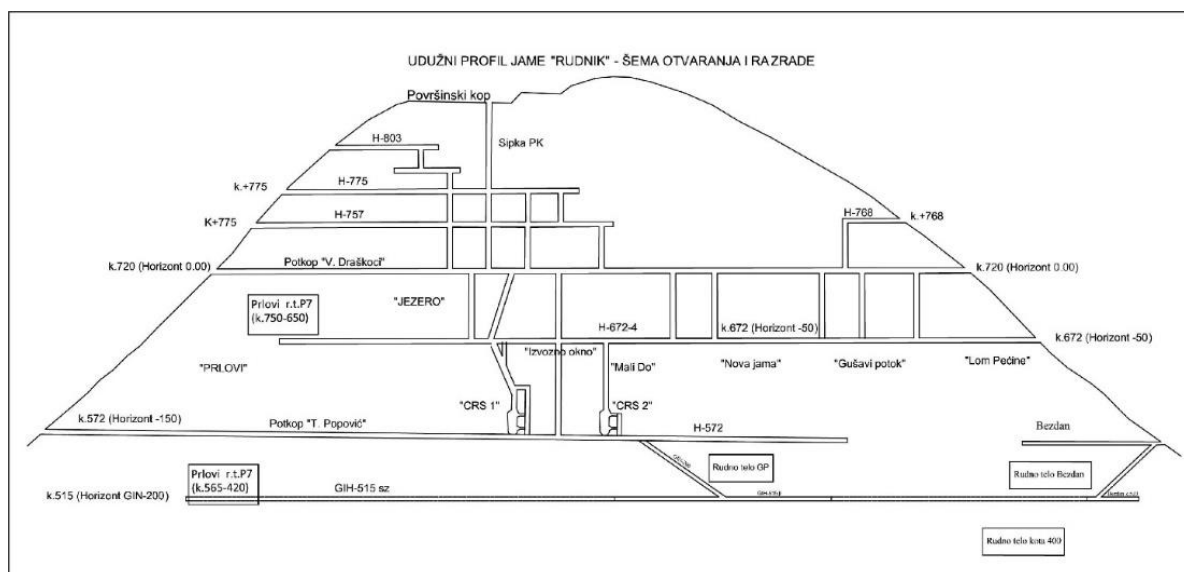 UDUŽNI PROFIL JAME "RUDNIK" - ŠEMA OTVARANJA I RAZRADE
Površinski kop
Sipka PK
H-803
k.+775
H-775
K+775
H-757
H-768
k.+768
k.720 (Horizont 0.00)
Potkop "V. Draškoci"
k.720 (Horizont 0.00)
Prlovi r.t.P7
(k.750-650)
"JEZERO"
H-672-4
k.672 (Horizont -50)
k.672 (Horizont -50)
"PRLOVI"
"Izvozno okno"
"Mali Do"
"Nova jama"
"Gušavi potok"
"Lom Pećine"
"CRS 1"
"CRS 2"
k.572 (Horizont -150)
Potkop "T. Popović"
H-572
Bezdan
Prlovi r.t.P7
(k.565-420)
Rudno telo GP
Rudno telo Bezdan
k.515 (Horizont GIN-200)
GIH-515 sz
Rudno telo kota 400